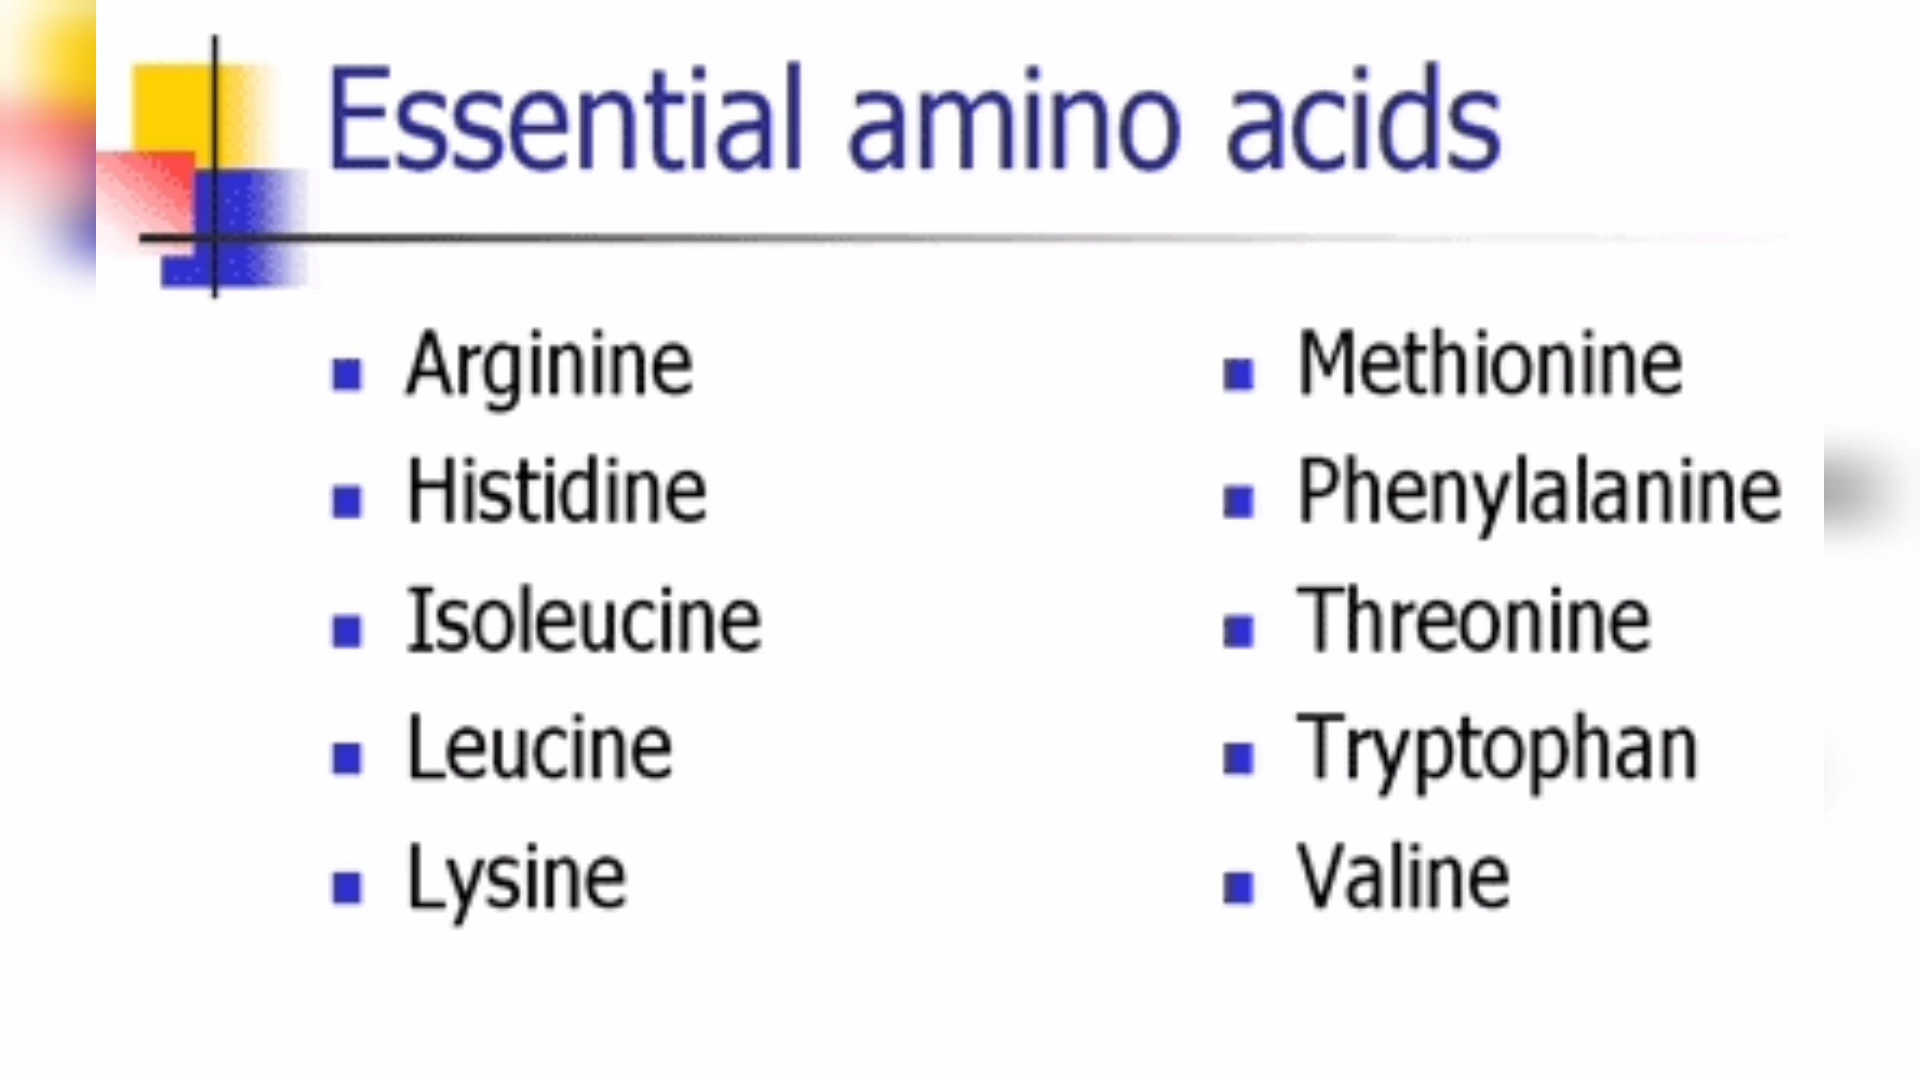 Essential amino acids
Arginine
Histidine
Isoleucine
Leucine
Lysine
Methionine
Phenylalanine
Threonine
Tryptophan
Valine